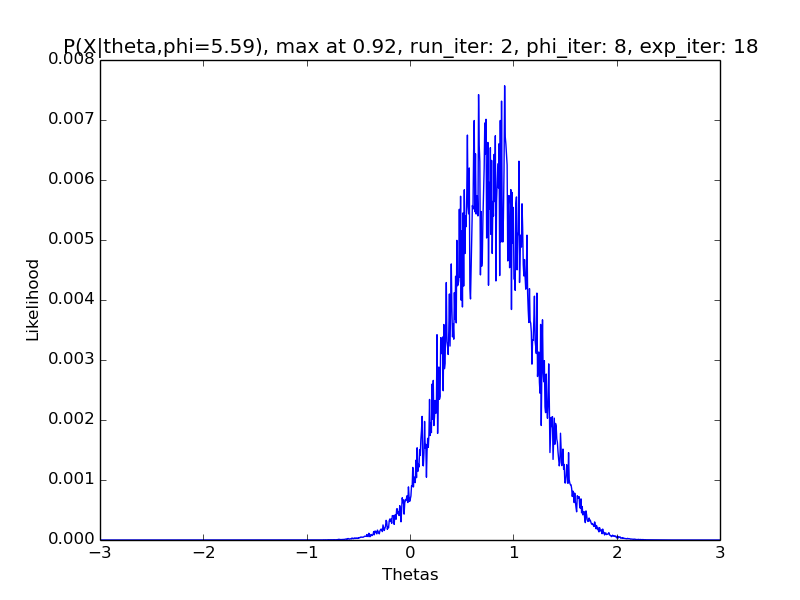 P(X|theta,phi=5.59), max at 0.92, run_iter: 2, phi_iter: 8, exp_iter: 18
0.008
0.007
0.006
0.005
0.004
0.003
0.002
0.001
0.000
Likelihood
−3 −2 −1 0 1 2 3
Thetas